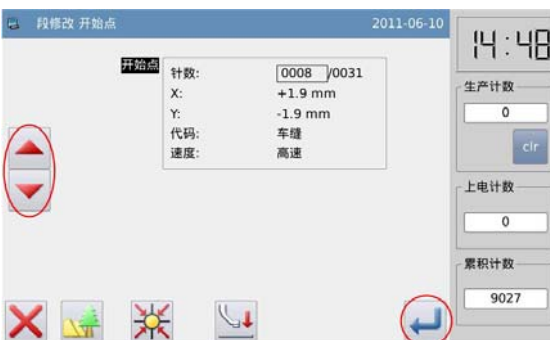 段修改 开始点 2011-06-10
14:48
开始点
针数: 0008 /0031
X: +1.9 mm
Y: -1.9 mm
代码: 车缝
速度: 高速
生产计数
0
clr
上电计数
0
累积计数
9027